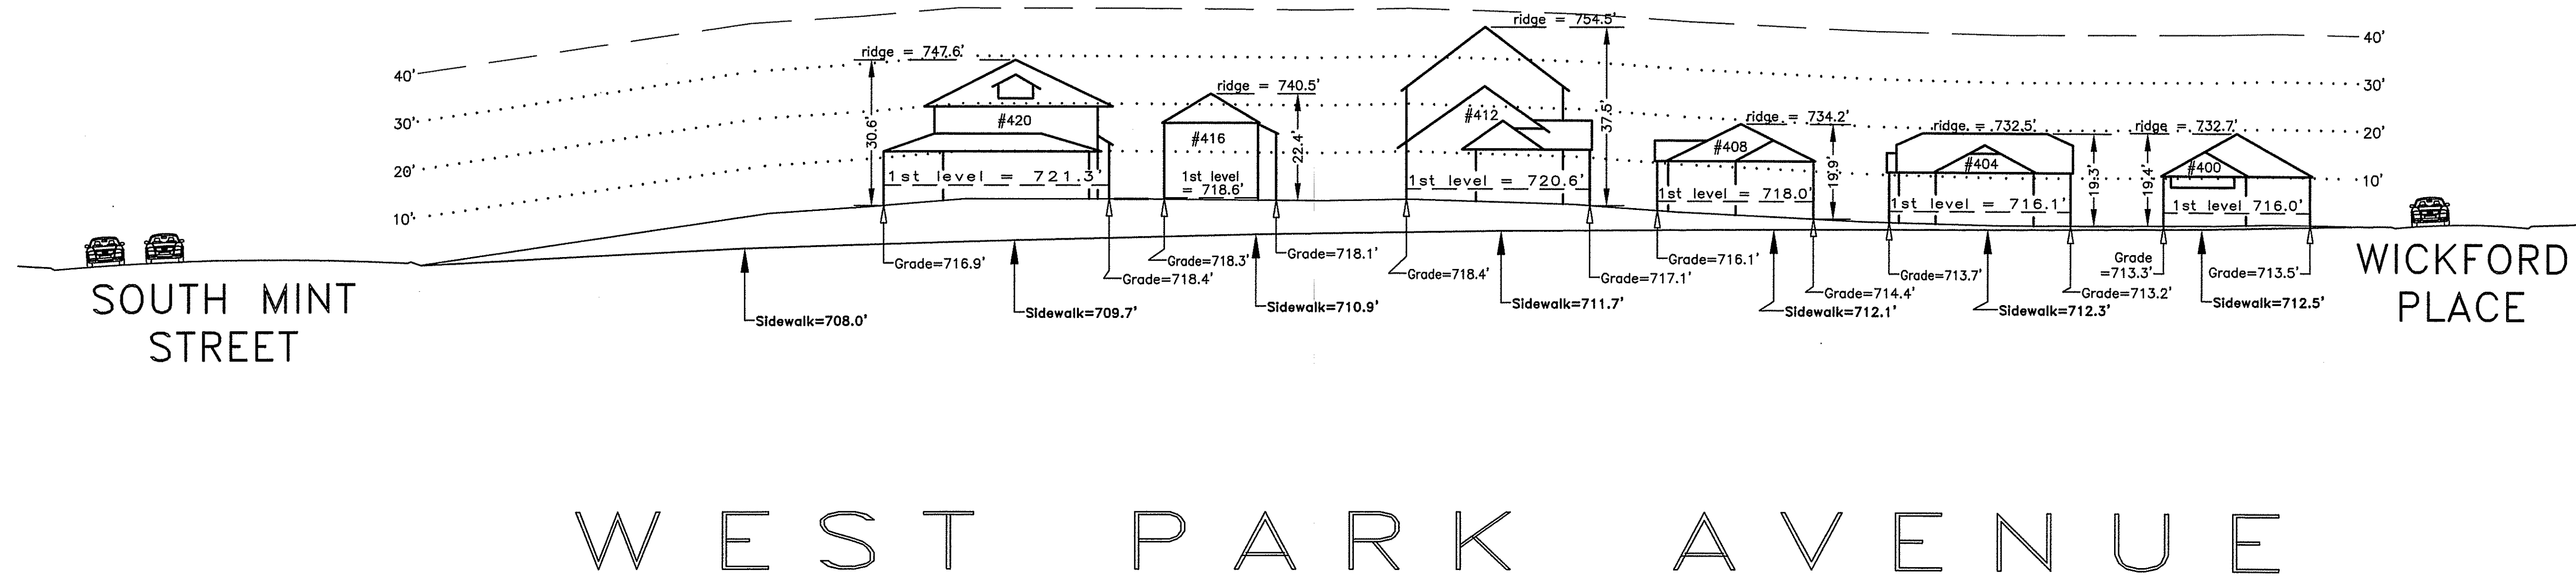 40'
30'
20'
10'
ridge = 747.6'
30.6'
#420
1st level = 721.3'
ridge = 740.5'
22.4'
#416
1st level
= 718.6'
ridge = 754.5'
37.5'
#412
1st level = 720.6'
ridge = 734.2'
19.9'
#408
1st level = 718.0'
ridge = 732.5'
19.3'
#404
1st level = 716.1'
ridge = 732.7'
19.4'
#400
1st level 716.0'
40'
30'
20'
10'
Grade=716.9'
Grade=718.4'
Grade=718.3'
Grade=718.1'
Grade=718.4'
Grade=717.1'
Grade=716.1'
Grade=714.4'
Grade=713.7'
Grade=713.2'
Grade
=713.3'
Grade=713.5'
Sidewalk=708.0'
Sidewalk=709.7'
Sidewalk=710.9'
Sidewalk=711.7'
Sidewalk=712.1'
Sidewalk=712.3'
Sidewalk=712.5'
SOUTH MINT
STREET
WICKFORD
PLACE
WEST PARK AVENUE